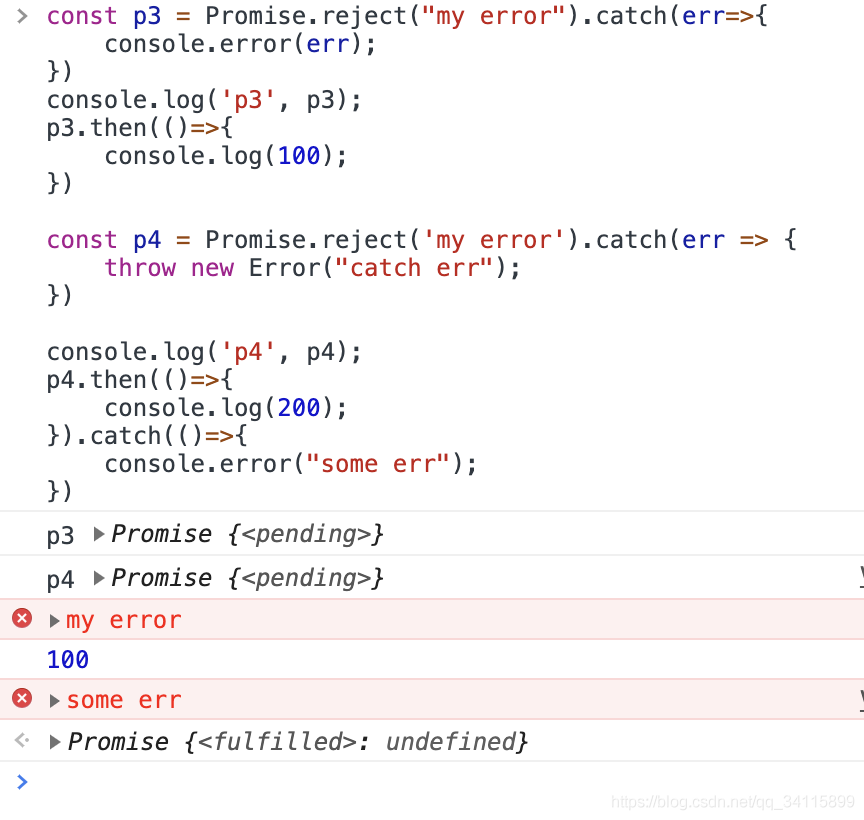 > const p3 = Promise.reject("my error").catch(err=>{
    console.error(err);
})
console.log('p3', p3);
p3.then(()=>{
    console.log(100);
})
const p4 = Promise.reject('my error').catch(err => {
    throw new Error("catch err");
})
console.log('p4', p4);
p4.then(()=>{
    console.log(200);
}).catch(()=>{
    console.error("some err");
})
p3 ▶Promise {<pending>}
p4 ▶Promise {<pending>}
▶my error
100
▶some err
▶Promise {<fulfilled>: undefined}
>
https://blog.csdn.net/qq_34115899